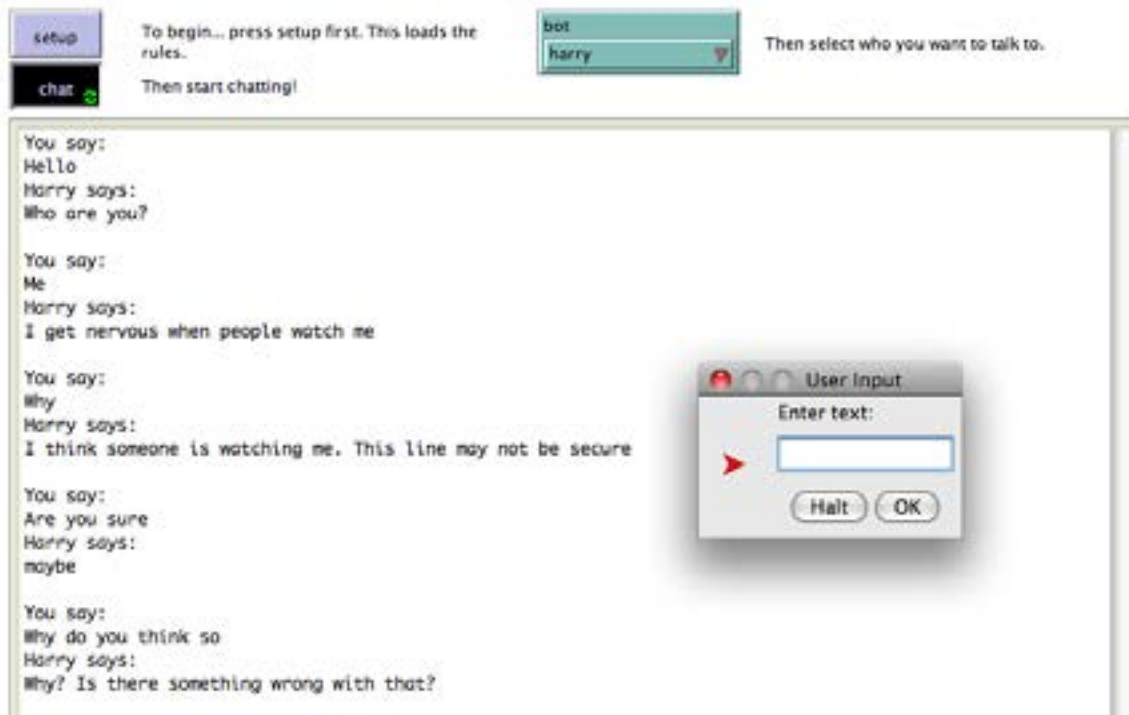 setup
To begin... press setup first. This loads the
rules.
bot
harry
Then select who you want to talk to.
chat
Then start chatting!
You say:
Hello
Harry says:
Who are you?
You say:
Me
Harry says:
I get nervous when people watch me
You say:
Why
Harry says:
I think someone is watching me. This line may not be secure
You say:
Are you sure
Harry says:
maybe
You say:
Why do you think so
Harry says:
Why? Is there something wrong with that?
User Input
Enter text:
Halt
OK